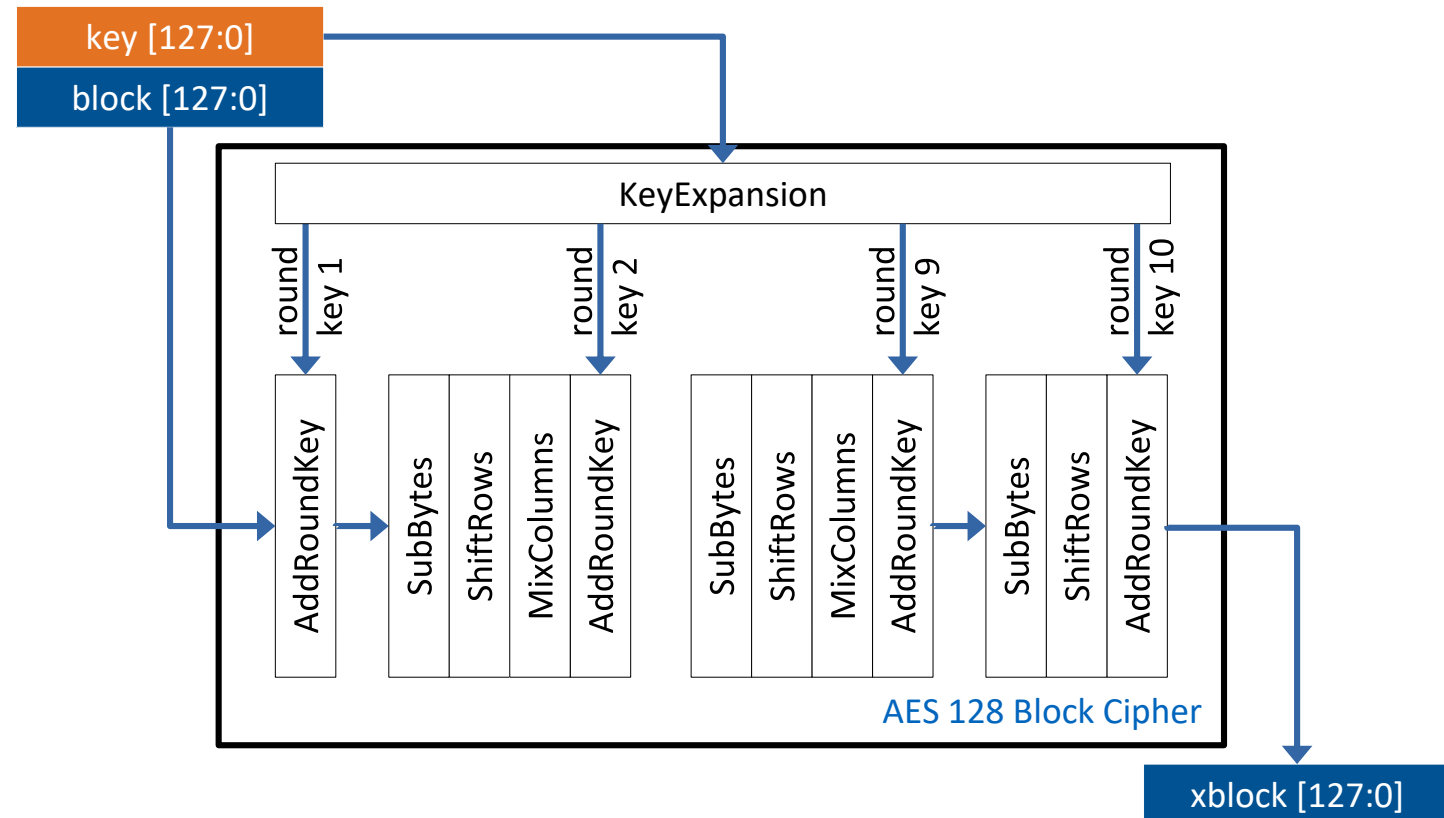 key [127:0]
block [127:0]
KeyExpansion
round
key 1
round
key 2
round
key 9
round
key 10
AddRoundKey
SubBytes
ShiftRows
MixColumns
AddRoundKey
SubBytes
ShiftRows
MixColumns
AddRoundKey
SubBytes
ShiftRows
AddRoundKey
AES 128 Block Cipher
xblock [127:0]